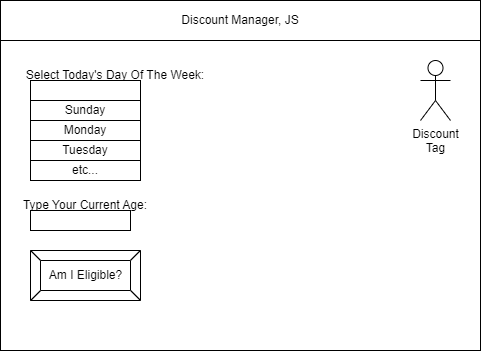 Discount Manager, JS
Select Today's Day Of The Week:
Sunday
Monday
Tuesday
etc...
Discount
Tag
Type Your Current Age:
Am I Eligible?